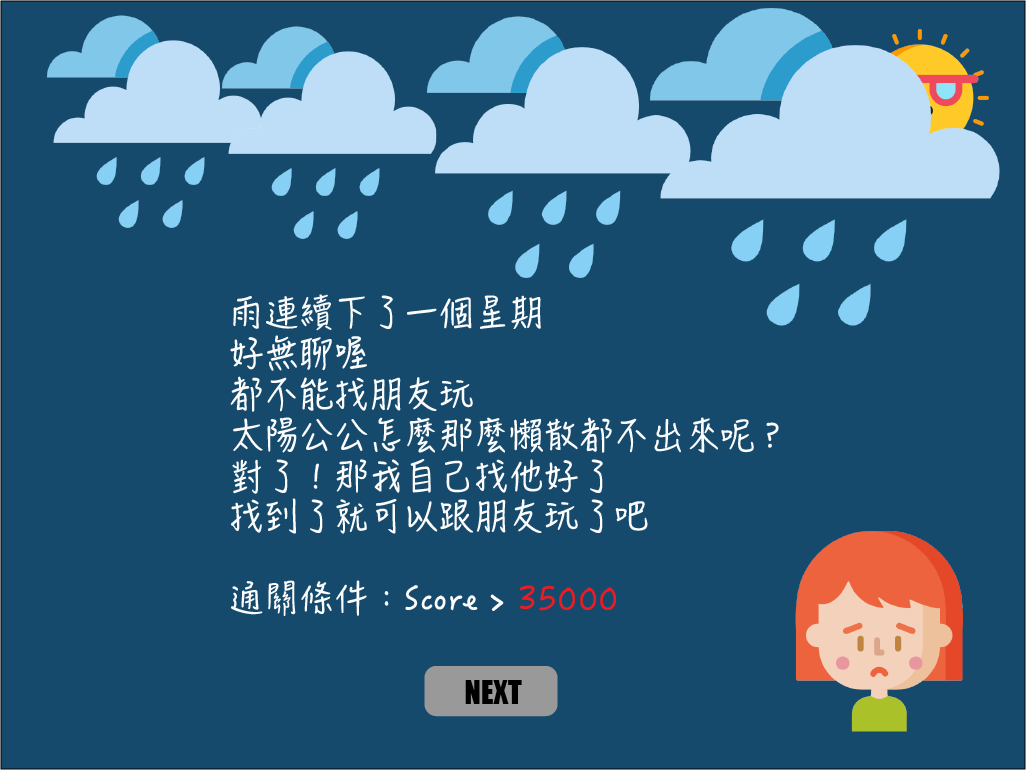 雨連續下了一個星期
好無聊喔
都不能找朋友玩
太陽公公怎麼那麼懶散都不出來呢？
對了！那我自己找他好了
找到了就可以跟朋友玩了吧
通關條件：Score > 35000
NEXT